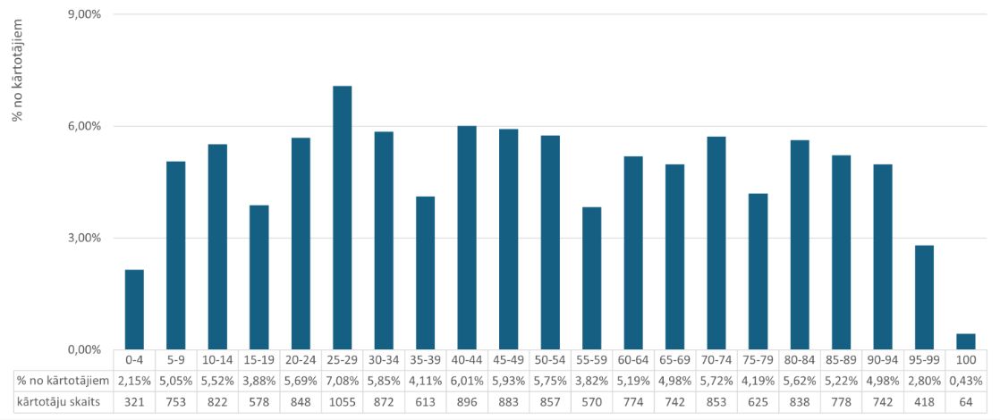 9,00%
6,00%
3,00%
0,00%
% no kārtotājiem
0-4 5-9 10-14 15-19 20-24 25-29 30-34 35-39 40-44 45-49 50-54 55-59 60-64 65-69 70-74 75-79 80-84 85-89 90-94 95-99 100
% no kārtotājiem 2,15% 5,05% 5,52% 3,88% 5,69% 7,08% 5,85% 4,11% 6,01% 5,93% 5,75% 3,82% 5,19% 4,98% 5,72% 4,19% 5,62% 5,22% 4,98% 2,80% 0,43%
kārtotāju skaits 321 753 822 578 848 1055 872 613 896 883 857 570 774 742 853 625 838 778 742 418 64